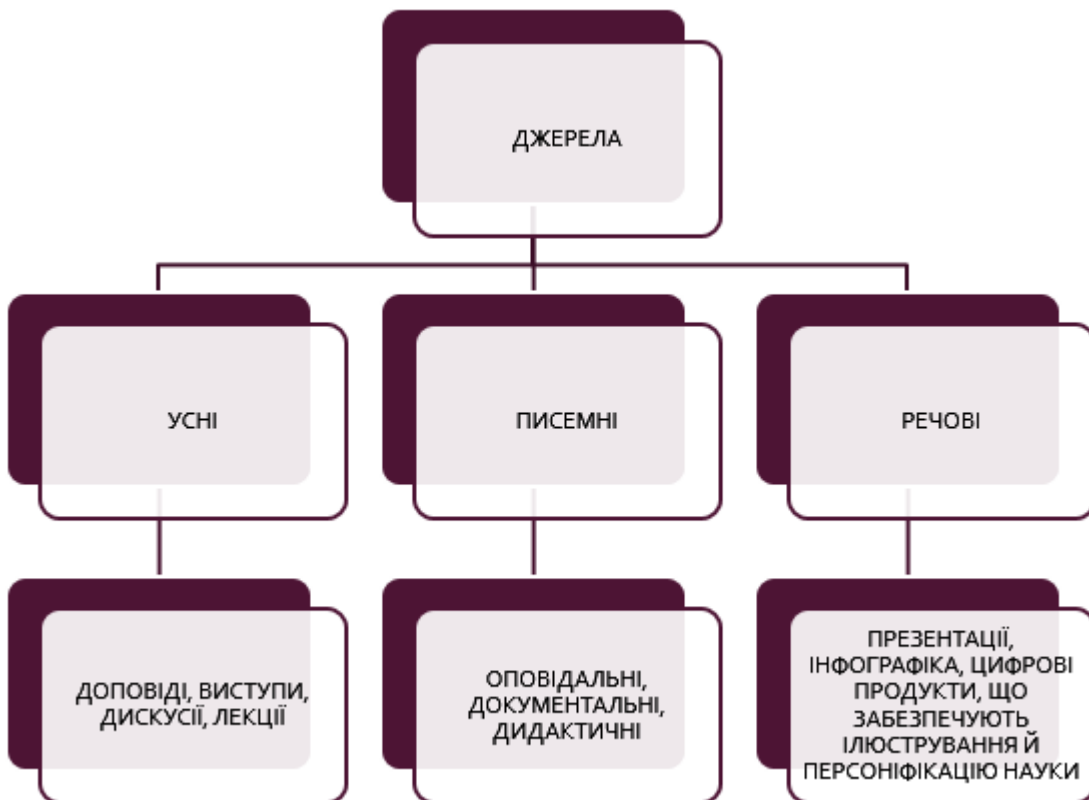 ДЖЕРЕЛА
УСНІ
ПИСЕМНІ
РЕЧОВІ
ДОПОВІДІ, ВИСТУПИ,
ДИСКУСІЇ, ЛЕКЦІЇ
ОПОВІДАЛЬНІ,
ДОКУМЕНТАЛЬНІ,
ДИДАКТИЧНІ
ПРЕЗЕНТАЦІЇ,
ІНФОГРАФІКА, ЦИФРОВІ
ПРОДУКТИ, ЩО
ЗАБЕЗПЕЧУЮТЬ
ІЛЮСТРУВАННЯ Й
ПЕРСОНІФІКАЦІЮ НАУКИ